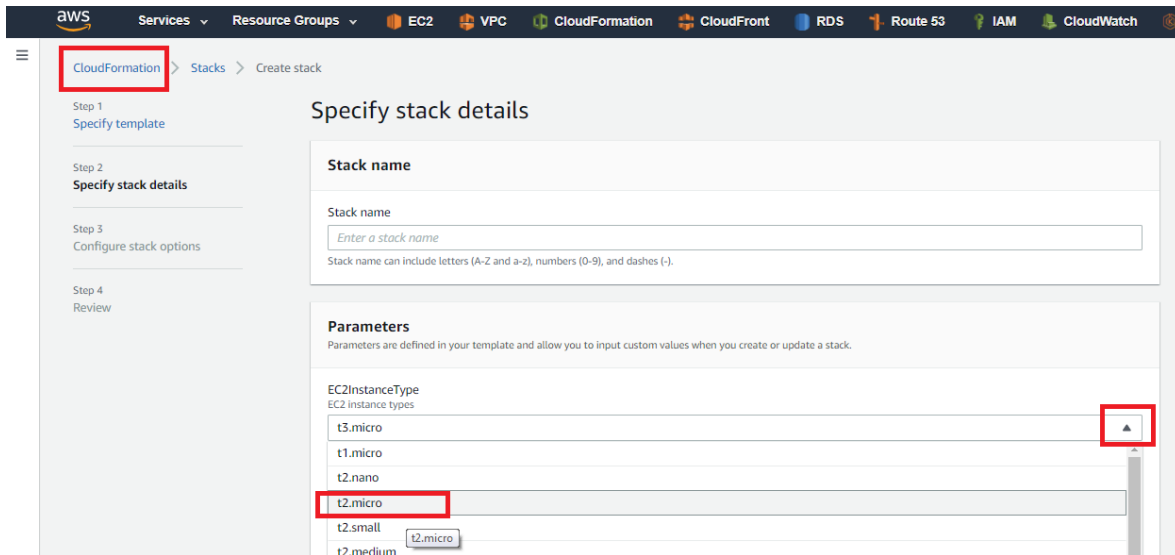 aws Services Resource Groups EC2 VPC CloudFormation CloudFront RDS Route 53 IAM CloudWatch
CloudFormation > Stacks > Create stack
Step 1
Specify template
Step 2
Specify stack details
Step 3
Configure stack options
Step 4
Review
Specify stack details
Stack name
Stack name
Enter a stack name
Stack name can include letters (A-Z and a-z), numbers (0-9), and dashes (-).
Parameters
Parameters are defined in your template and allow you to input custom values when you create or update a stack.
EC2InstanceType
EC2 instance types
t3.micro
t1.micro
t2.nano
t2.micro
t2.small
t2.micro
t2.medium